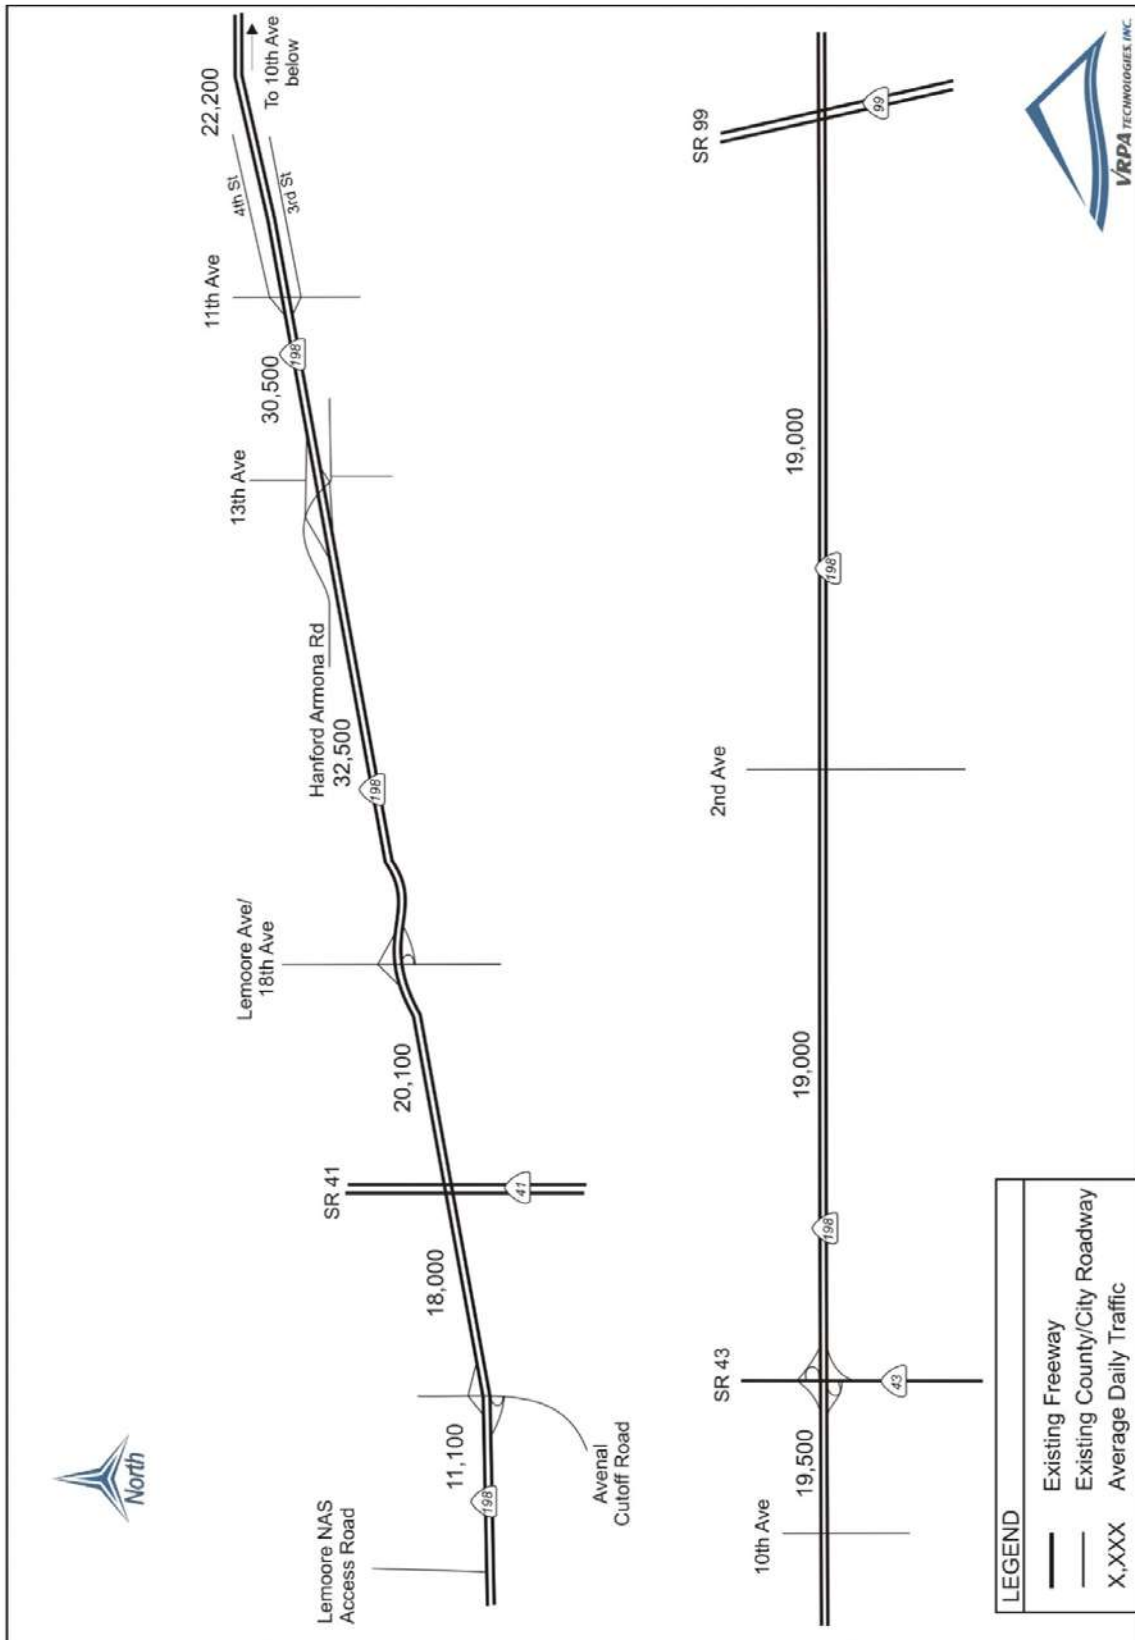 North
Lemoore NAS
Access Road
198
11,100
Avenal
Cutoff Road
18,000
SR 41
41
20,100
Lemoore Ave/
18th Ave
198
32,500
Hanford Armona Rd
13th Ave
30,500
198
11th Ave
4th St
3rd St
22,200
To 10th Ave
below
10th Ave
19,500
SR 43
43
198
19,000
2nd Ave
198
19,000
SR 99
99
LEGEND
Existing Freeway
Existing County/City Roadway
X,XXX Average Daily Traffic
VRPA TECHNOLOGIES, INC.